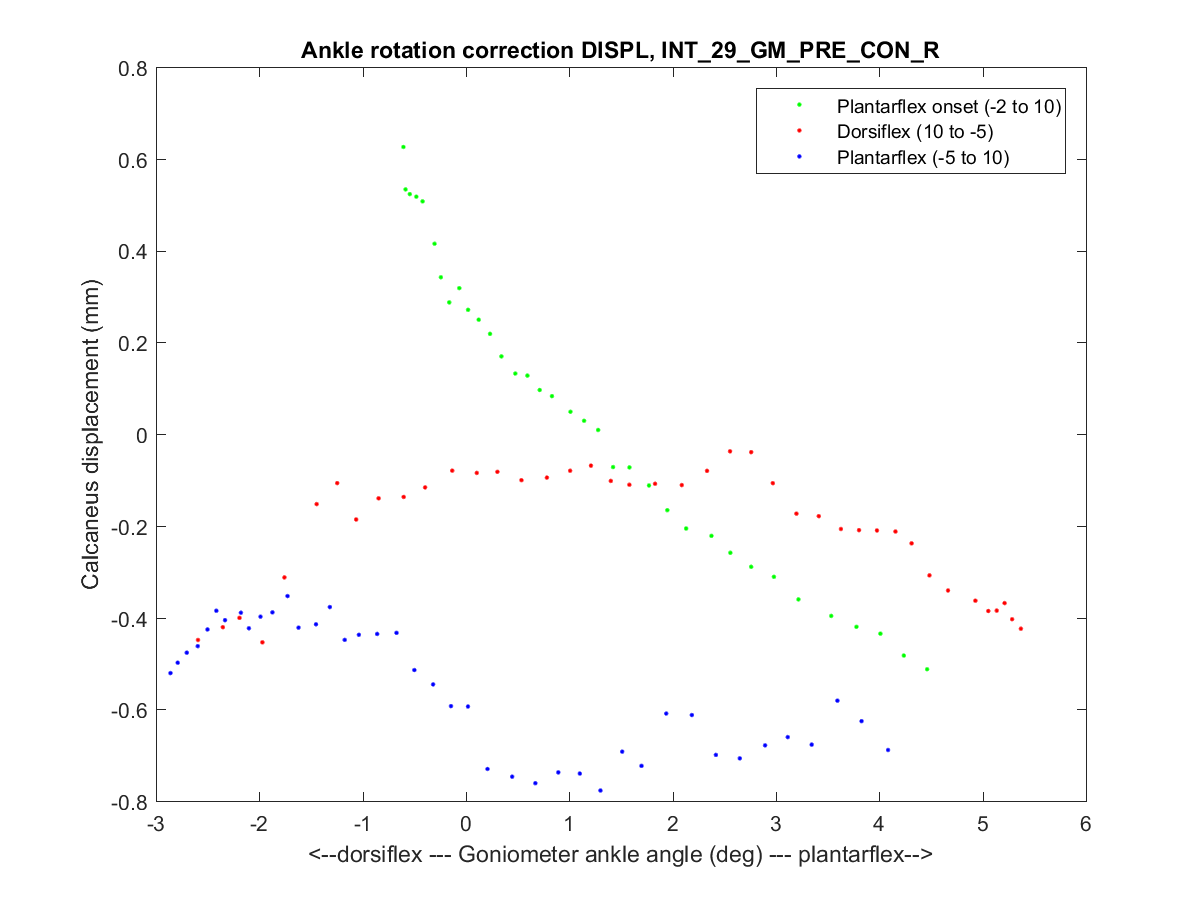 Ankle rotation correction DISPL, INT_29_GM_PRE_CON_R
0.8
0.6
0.4
0.2
0
-0.2
-0.4
-0.6
-0.8
Calcaneus displacement (mm)
Plantarflex onset (-2 to 10)
Dorsiflex (10 to -5)
Plantarflex (-5 to 10)
-3 -2 -1 0 1 2 3 4 5 6
<--dorsiflex --- Goniometer ankle angle (deg) --- plantarflex-->